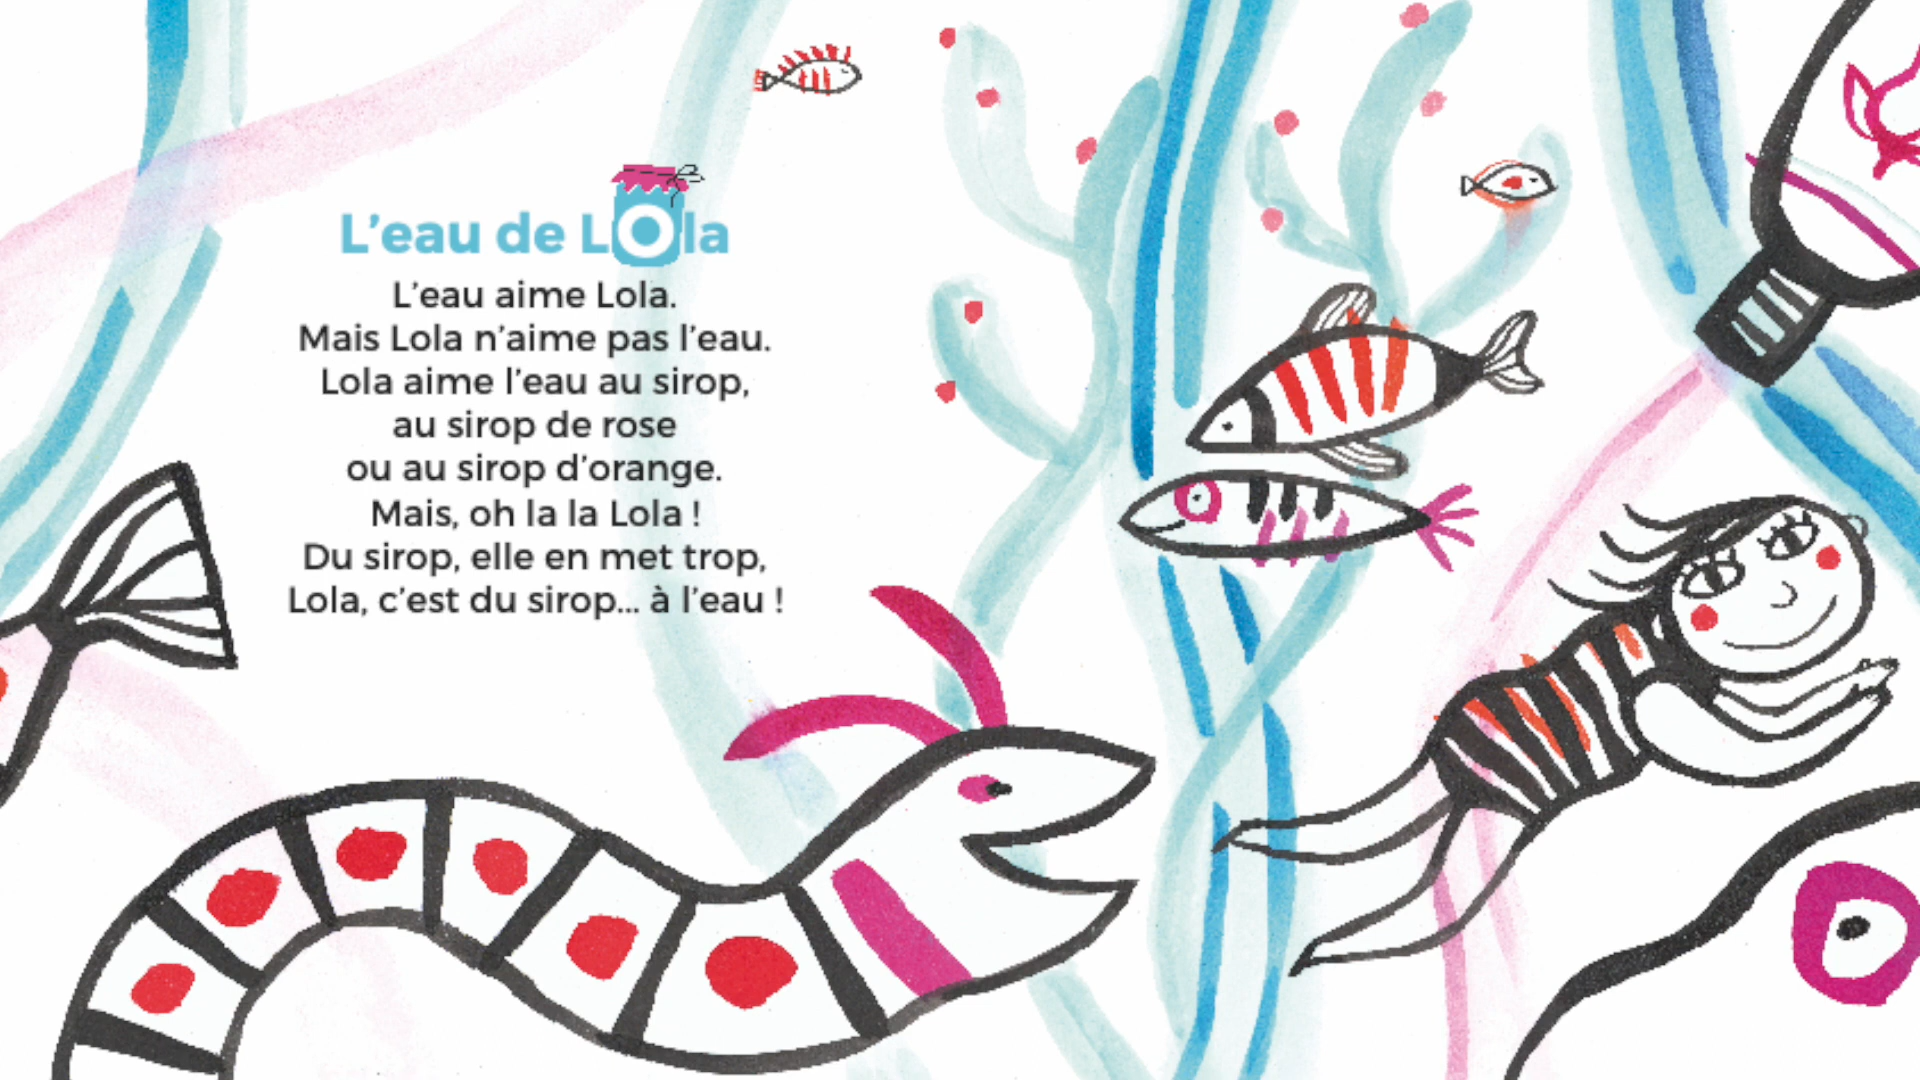 L’eau de Lola
L’eau aime Lola.
Mais Lola n’aime pas l’eau.
Lola aime l’eau au sirop,
au sirop de rose
ou au sirop d’orange.
Mais, oh la la Lola !
Du sirop, elle en met trop,
Lola, c’est du sirop... à l’eau !